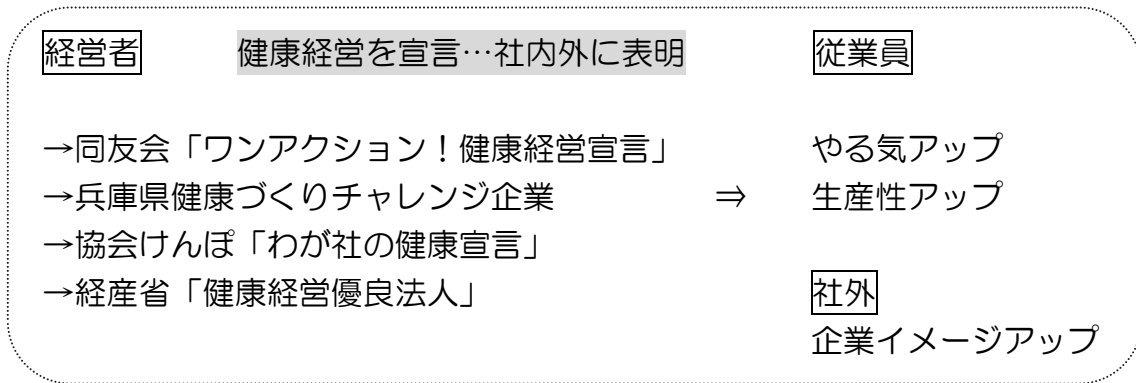 経営者 健康経営を宣言…社内外に表明 従業員
→同友会「ワンアクション！健康経営宣言」 やる気アップ
→兵庫県健康づくりチャレンジ企業 ⇒ 生産性アップ
→協会けんぽ「わが社の健康宣言」
→経産省「健康経営優良法人」 社外
企業イメージアップ